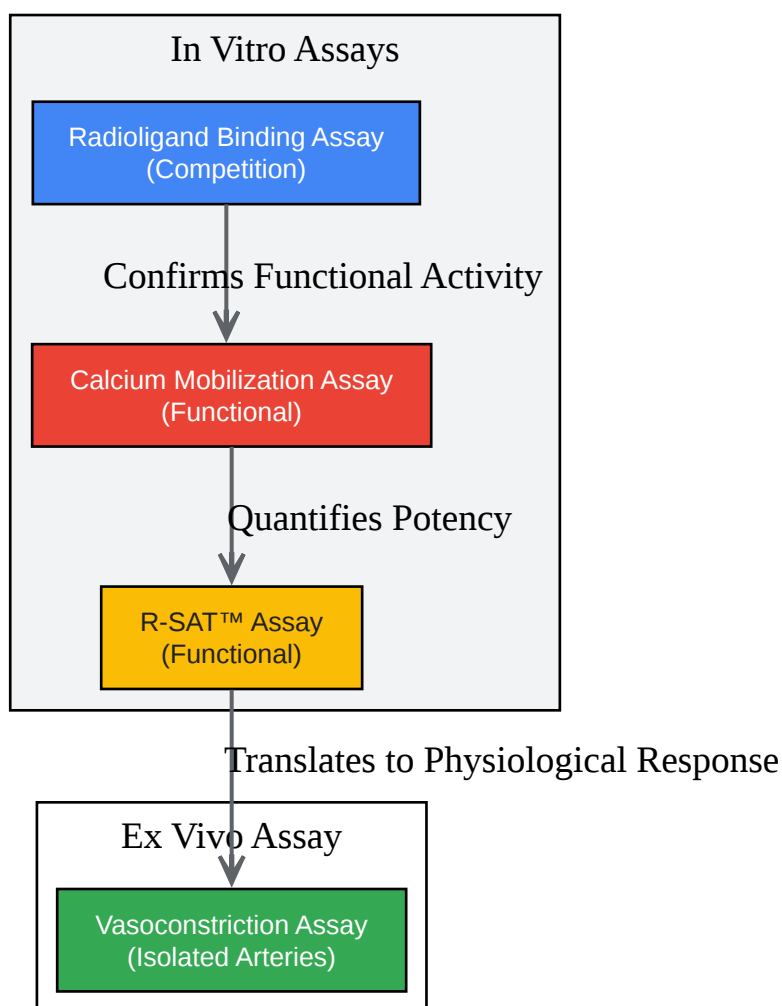 In Vitro Assays
Radioligand Binding Assay
(Competition)
Confirms Functional Activity
Calcium Mobilization Assay
(Functional)
Quantifies Potency
R-SAT™ Assay
(Functional)
Translates to Physiological Response
Ex Vivo Assay
Vasoconstriction Assay
(Isolated Arteries)